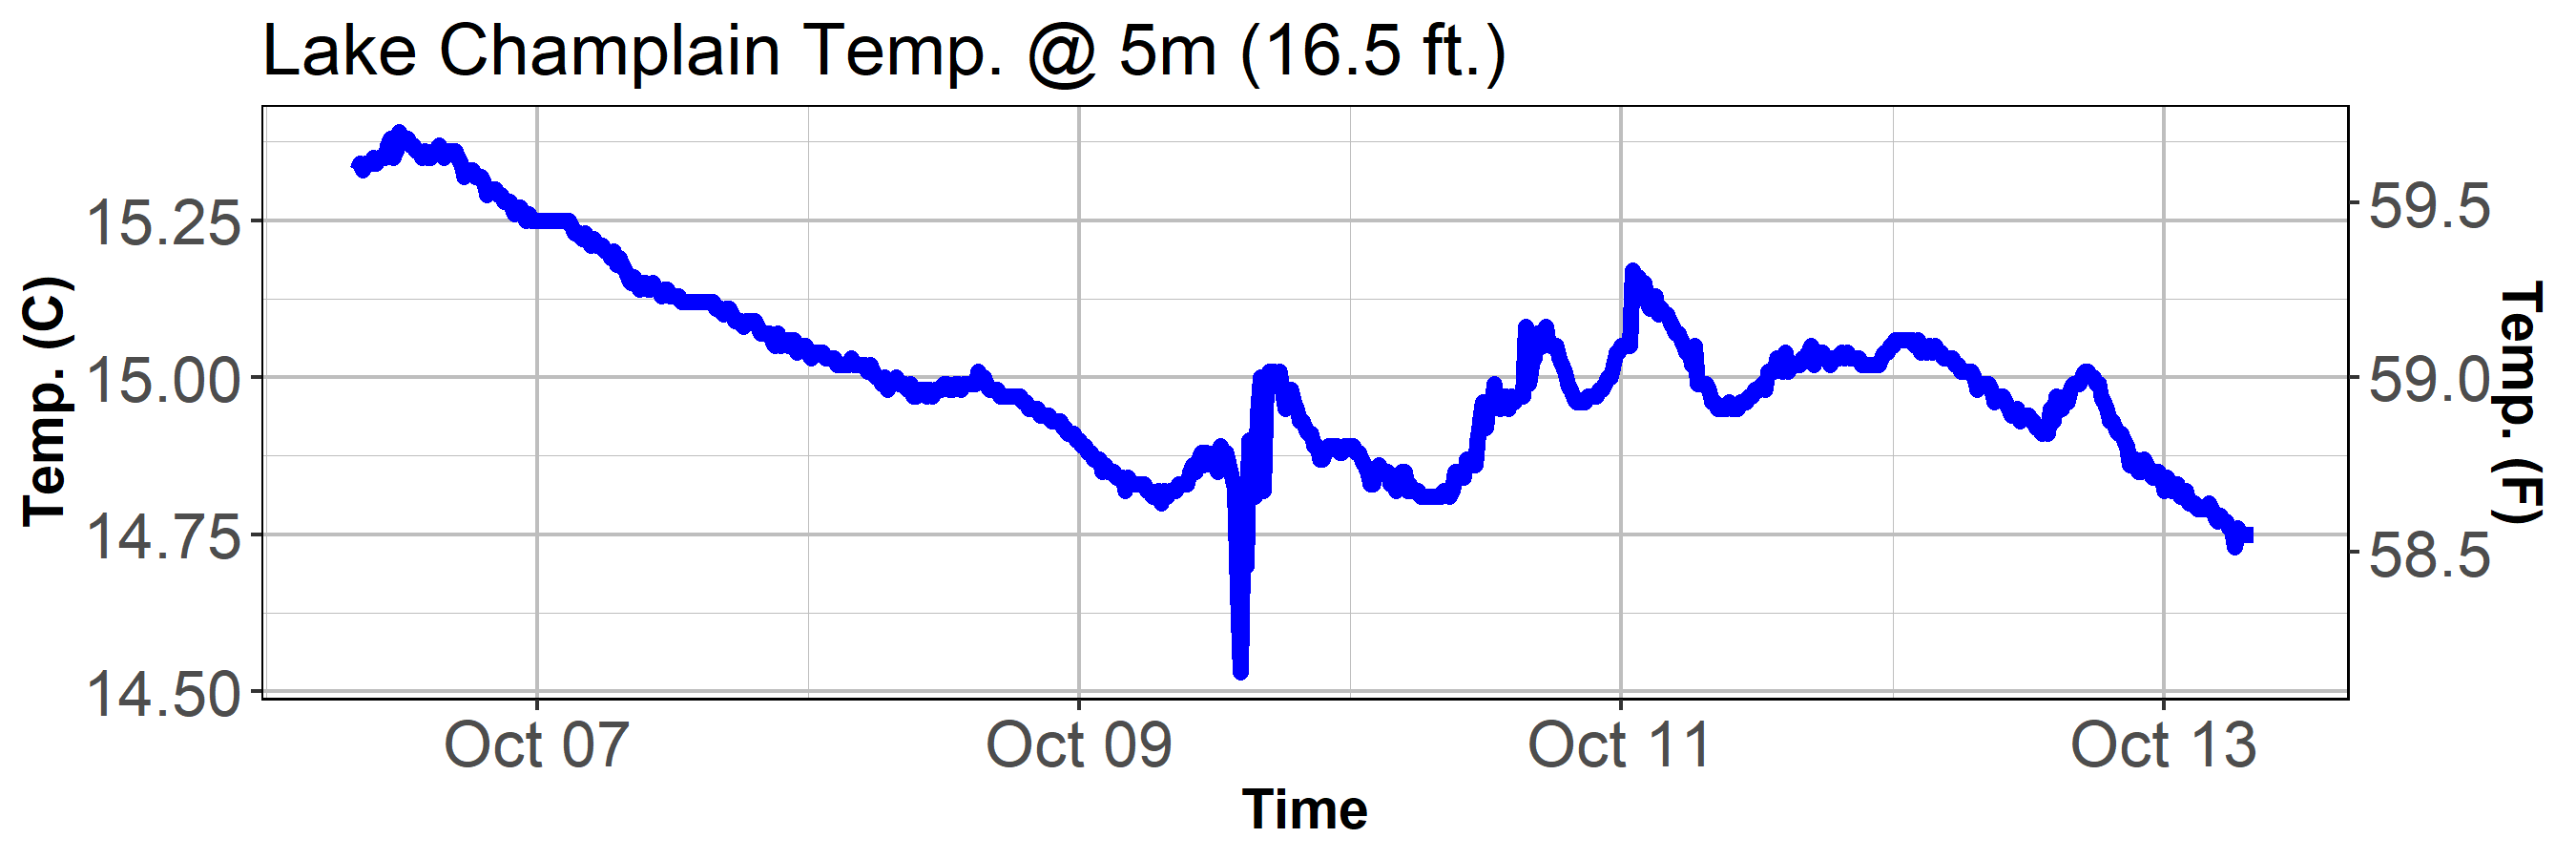 Lake Champlain Temp. @ 5m (16.5 ft.)
Temp. (C)
15.25
15.00
14.75
14.50
59.5
59.0
58.5
Temp. (F)
Oct 07
Oct 09
Oct 11
Oct 13
Time